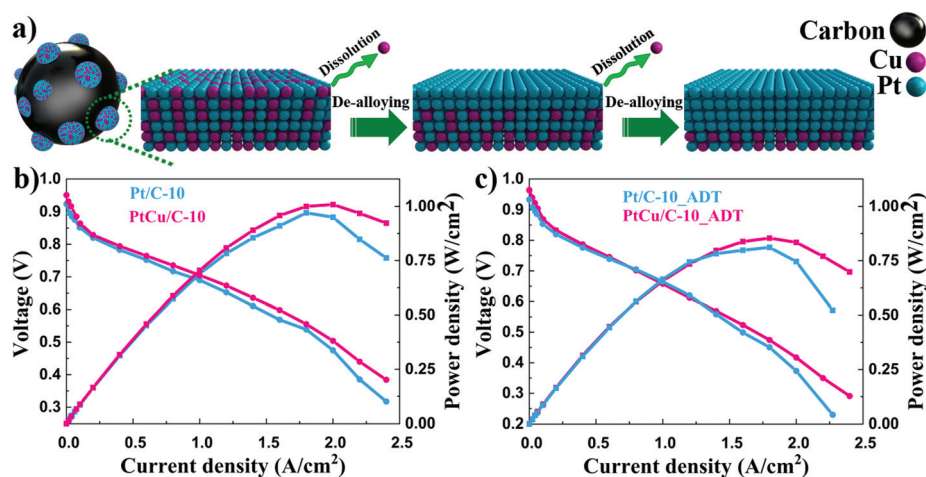 a)
Dissolution
De-alloying
Dissolution
De-alloying
Carbon
Cu
Pt
b)
Pt/C-10
PtCu/C-10
Voltage (V)
1.0
0.9
0.8
0.7
0.6
0.5
0.4
0.3
Power density (W/cm²)
1.00
0.75
0.50
0.25
0.00
0.0 0.5 1.0 1.5 2.0 2.5
Current density (A/cm²)
c)
Pt/C-10_ADT
PtCu/C-10_ADT
Voltage (V)
1.0
0.9
0.8
0.7
0.6
0.5
0.4
0.3
0.2
Power density (W/cm²)
1.00
0.75
0.50
0.25
0.00
0.0 0.5 1.0 1.5 2.0 2.5
Current density (A/cm²)